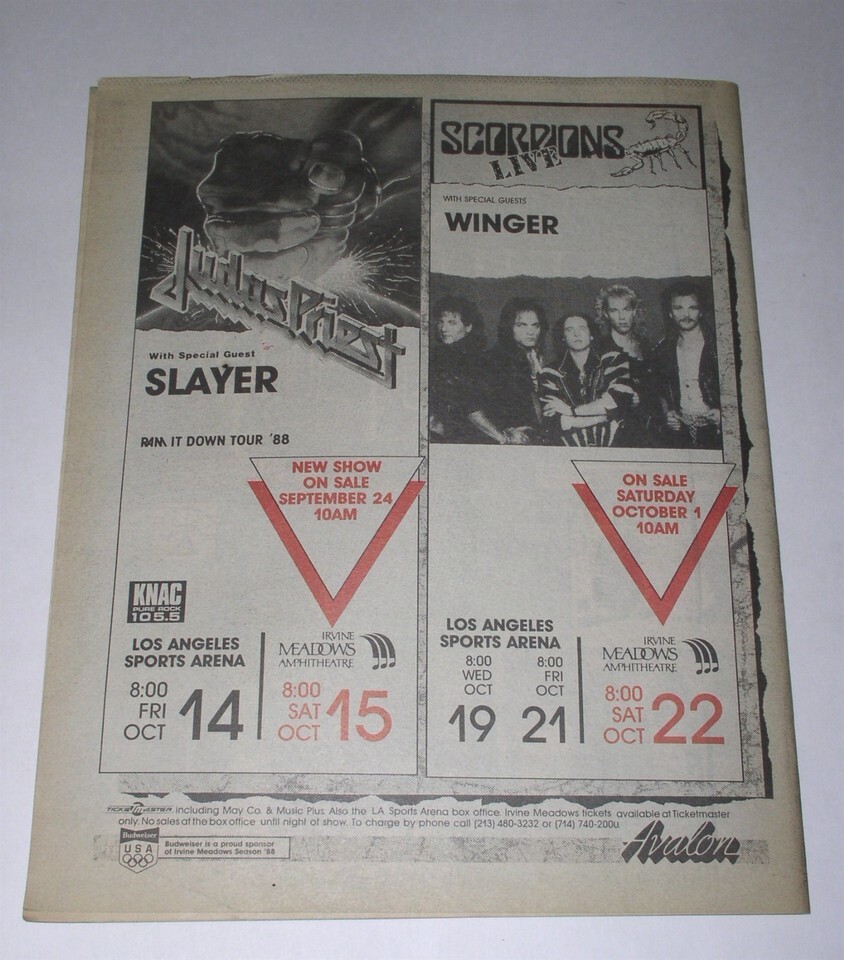 Judas Priest
With Special Guest
SLAYER
RAM IT DOWN TOUR '88
NEW SHOW
ON SALE
SEPTEMBER 24
10AM
KNAC
PURE ROCK
105.5
LOS ANGELES
SPORTS ARENA
8:00
FRI
OCT 14
IRVINE
MEADOWS
AMPHITHEATRE
8:00
SAT
OCT 15
SCORPIONS
LIVE
WITH SPECIAL GUESTS
WINGER
ON SALE
SATURDAY
OCTOBER 1
10AM
LOS ANGELES
SPORTS ARENA
8:00
WED
OCT
19
8:00
FRI
OCT
21
IRVINE
MEADOWS
AMPHITHEATRE
8:00
SAT
OCT 22
TICKETMASTER including May Co. & Music Plus. Also the LA Sports Arena box office. Irvine Meadows tickets available at Ticketmaster
only. No sales at the box office until night of show. To charge by phone call (213) 480-3232 or (714) 740-2000.
Budweiser
USA
Budweiser is a proud sponsor
of Irvine Meadows Season '88
Avalon